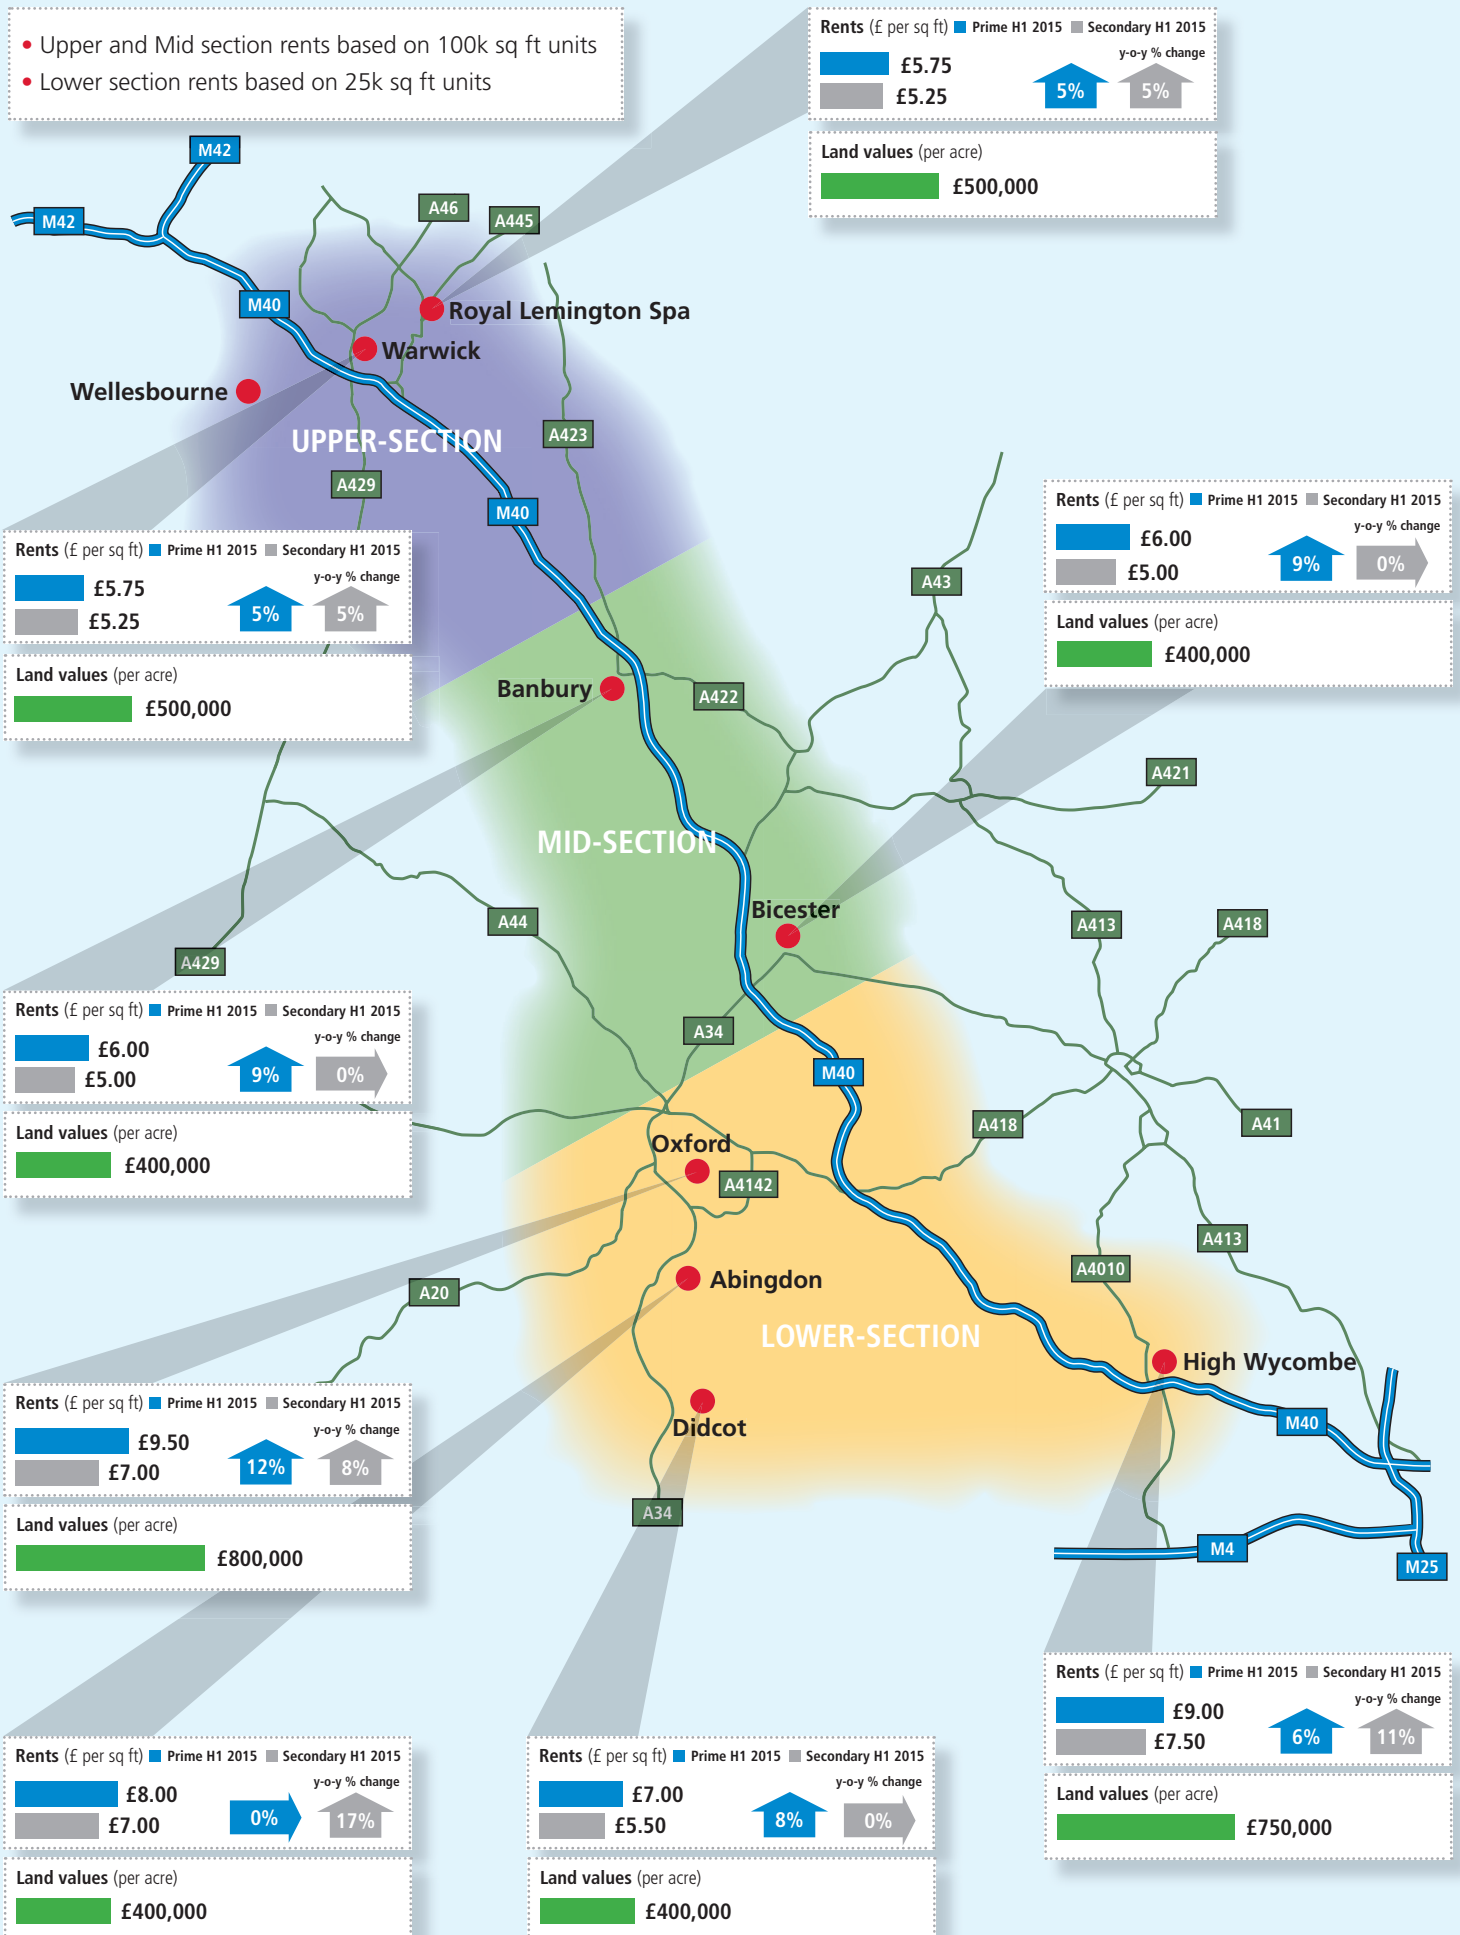 • Upper and Mid section rents based on 100k sq ft units
• Lower section rents based on 25k sq ft units
Rents (£ per sq ft) Prime H1 2015 Secondary H1 2015
y-o-y % change
£5.75
£5.25
5%
5%
Land values (per acre)
£500,000
M42
M42
A46
A445
M40
Royal Lemington Spa
Warwick
Wellesbourne
UPPER-SECTION
A423
A429
M40
Rents (£ per sq ft) Prime H1 2015 Secondary H1 2015
y-o-y % change
£5.75
£5.25
5%
5%
Land values (per acre)
£500,000
Rents (£ per sq ft) Prime H1 2015 Secondary H1 2015
y-o-y % change
£6.00
£5.00
9%
0%
Land values (per acre)
£400,000
A43
Banbury
A422
A421
MID-SECTION
Bicester
A44
A413
A418
A429
Rents (£ per sq ft) Prime H1 2015 Secondary H1 2015
y-o-y % change
£6.00
£5.00
9%
0%
Land values (per acre)
£400,000
A34
M40
A418
A41
Oxford
A4142
A413
A4010
Abingdon
A20
LOWER-SECTION
High Wycombe
Didcot
M40
Rents (£ per sq ft) Prime H1 2015 Secondary H1 2015
y-o-y % change
£9.50
£7.00
12%
8%
Land values (per acre)
£800,000
A34
M4
M25
Rents (£ per sq ft) Prime H1 2015 Secondary H1 2015
y-o-y % change
£9.00
£7.50
6%
11%
Land values (per acre)
£750,000
Rents (£ per sq ft) Prime H1 2015 Secondary H1 2015
y-o-y % change
£8.00
£7.00
0%
17%
Land values (per acre)
£400,000
Rents (£ per sq ft) Prime H1 2015 Secondary H1 2015
y-o-y % change
£7.00
£5.50
8%
0%
Land values (per acre)
£400,000